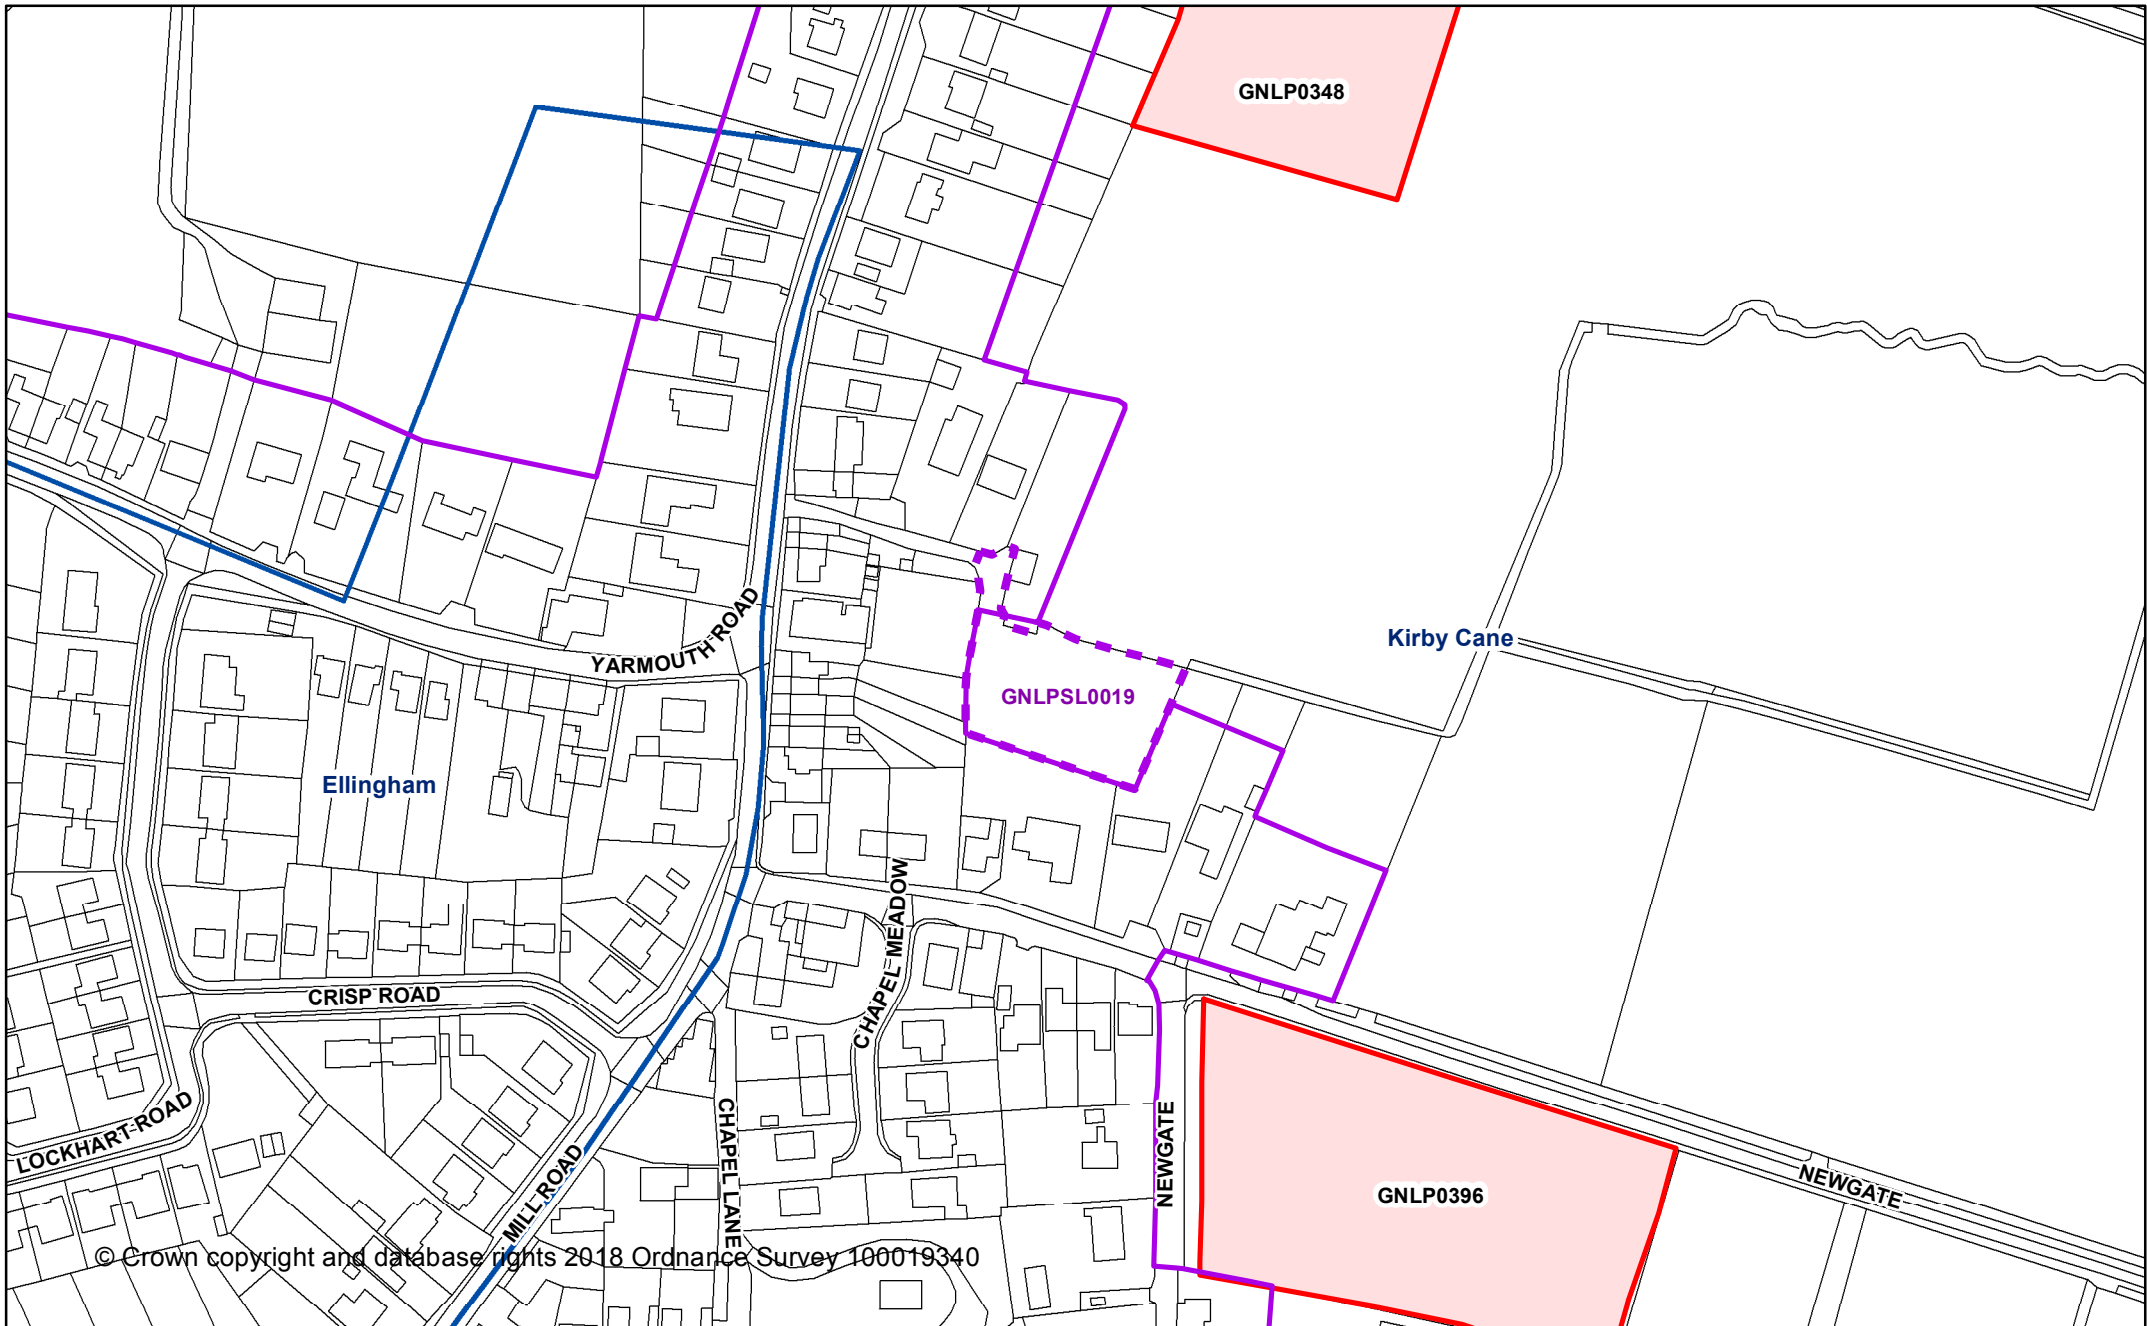 GNLP0348
YARMOUTH ROAD
Kirby Cane
GNLPSL0019
Ellingham
CHAPEL MEADOW
CRISP ROAD
LOCKHART ROAD
CHAPEL LANE
NEWGATE
MILL ROAD
GNLP0396
NEWGATE
© Crown copyright and database rights 2018 Ordnance Survey 100019340